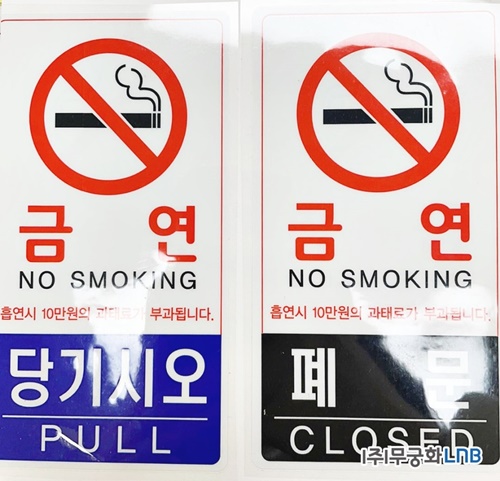 금 연
NO SMOKING
흡연시 10만원의 과태료가 부과됩니다.
당기시오
PULL
금 연
NO SMOKING
흡연시 10만원의 과태료가 부과됩니다.
폐 문
CLOSED
(주)무궁화LNB